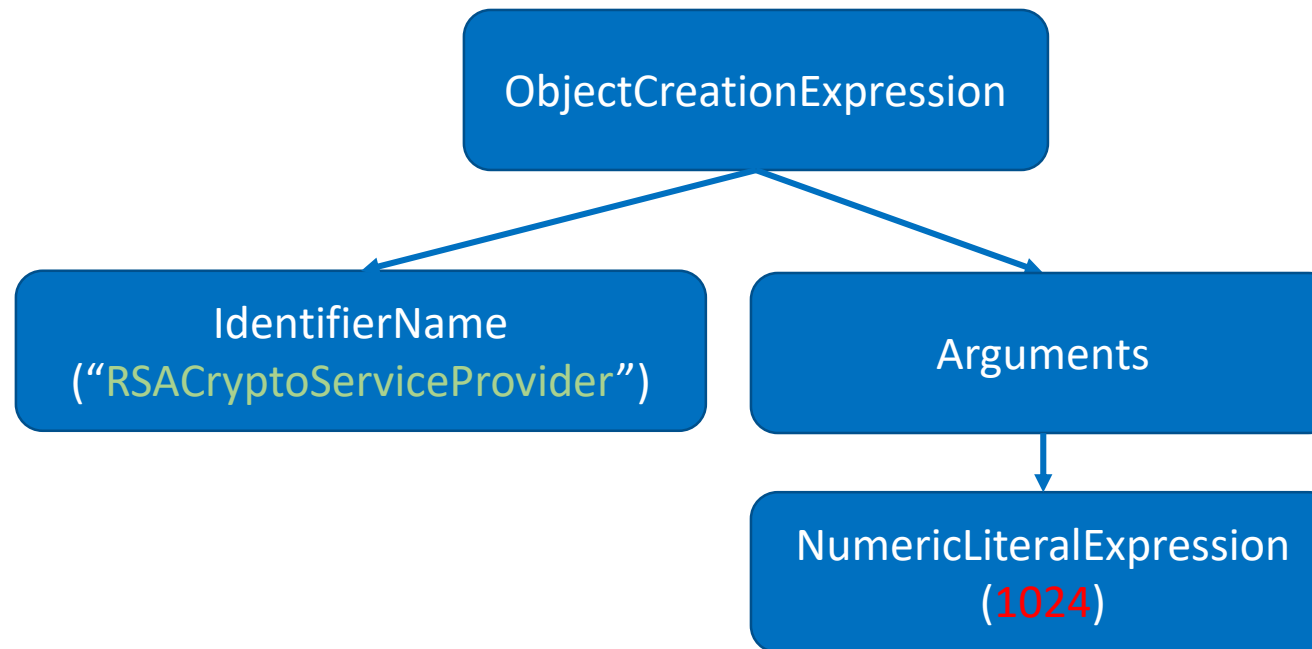 ObjectCreationExpression
IdentifierName
(“RSACryptoServiceProvider”)
Arguments
NumericLiteralExpression
(1024)